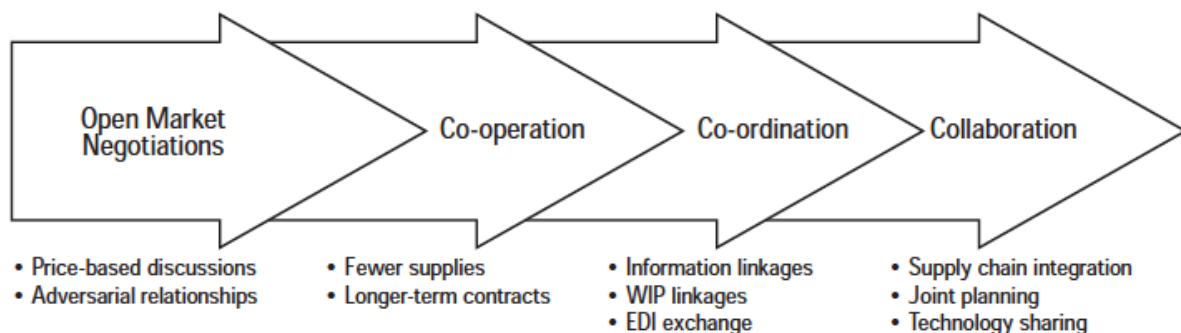 Open Market
Negotiations
Co-operation
Co-ordination
Collaboration
• Price-based discussions
• Adversarial relationships
• Fewer supplies
• Longer-term contracts
• Information linkages
• WIP linkages
• EDI exchange
• Supply chain integration
• Joint planning
• Technology sharing